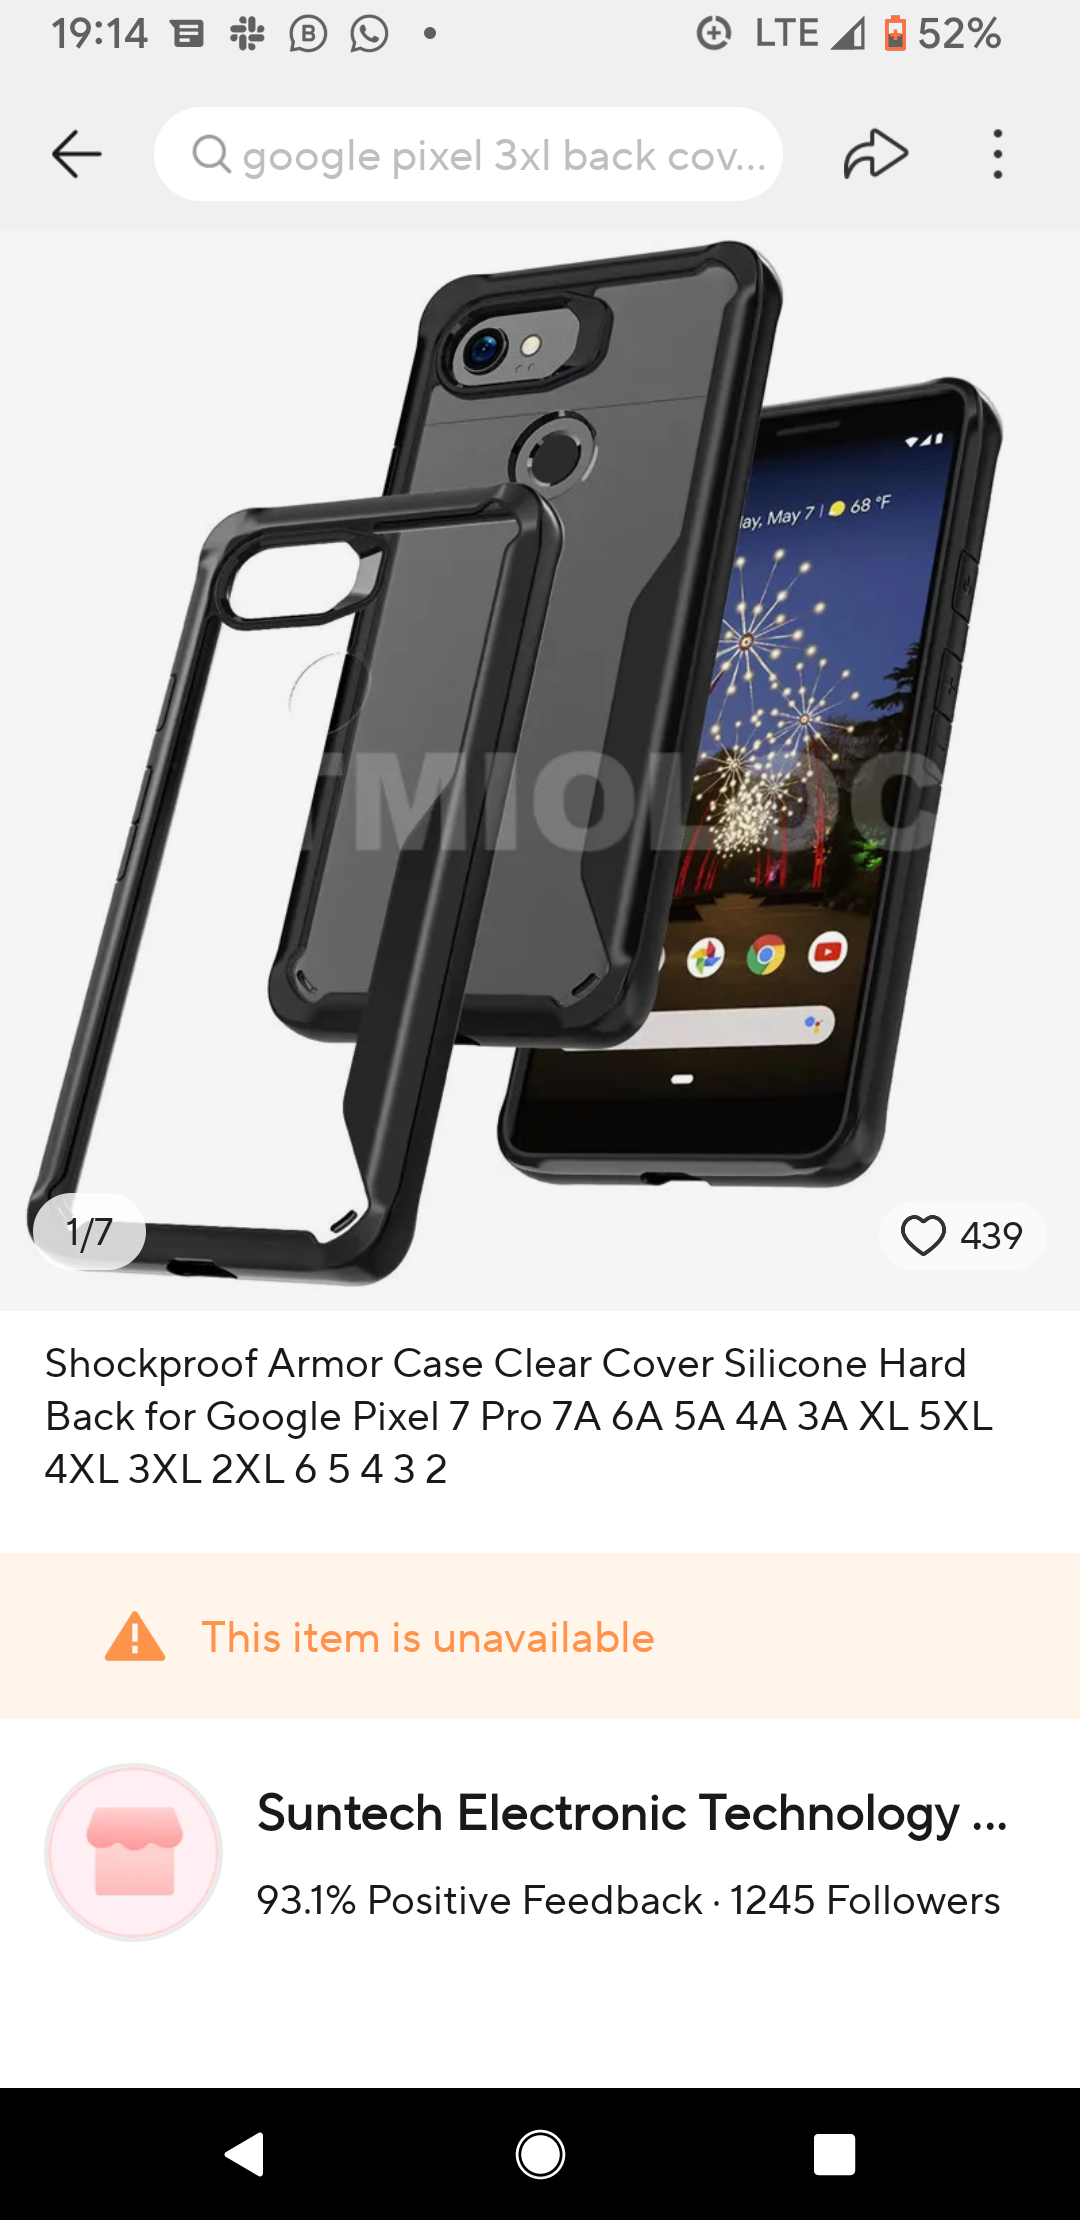 19:14
LTE 52%
google pixel 3xl back cov...
lay, May 7 | 68 °F
TMIOL OC
1/7
439
Shockproof Armor Case Clear Cover Silicone Hard
Back for Google Pixel 7 Pro 7A 6A 5A 4A 3A XL 5XL
4XL 3XL 2XL 6 5 4 3 2
This item is unavailable
Suntech Electronic Technology ...
93.1% Positive Feedback · 1245 Followers